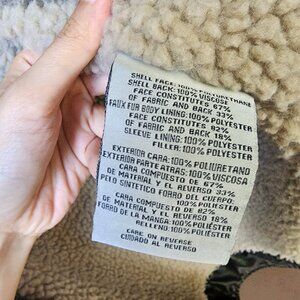 SHELL FACE: 100% POLYURETHANE
SHELL BACK: 100% VISCOSA
FACE CONSTITUTES 67%
OF FABRIC AND BACK 33%
FAUX FUR BODY LINING: 100% POLYESTER
FACE CONSTITUTES 82%
OF FABRIC AND BACK 18%
SLEEVE LINING: 100% POLYESTER
FILLER: 100% POLYESTER
EXTERIOR CARA: 100% POLIURETANO
EXTERIOR PARTE ATRAS: 100% VISCOSA
CARA COMPUESTO DE 67%
DE MATERIAL Y EL REVERSO 33%
PELO SINTETICO FORRO DEL CUERPO:
100% POLYESTER
CARA COMPUESTO DE 82%
DE MATERIAL Y EL REVERSO 18%
FORRO DE LA MANGA: 100% POLIÉSTER
RELLENO: 100% POLIÉSTER
CARE ON REVERSE
CUIDADO AL REVERSO